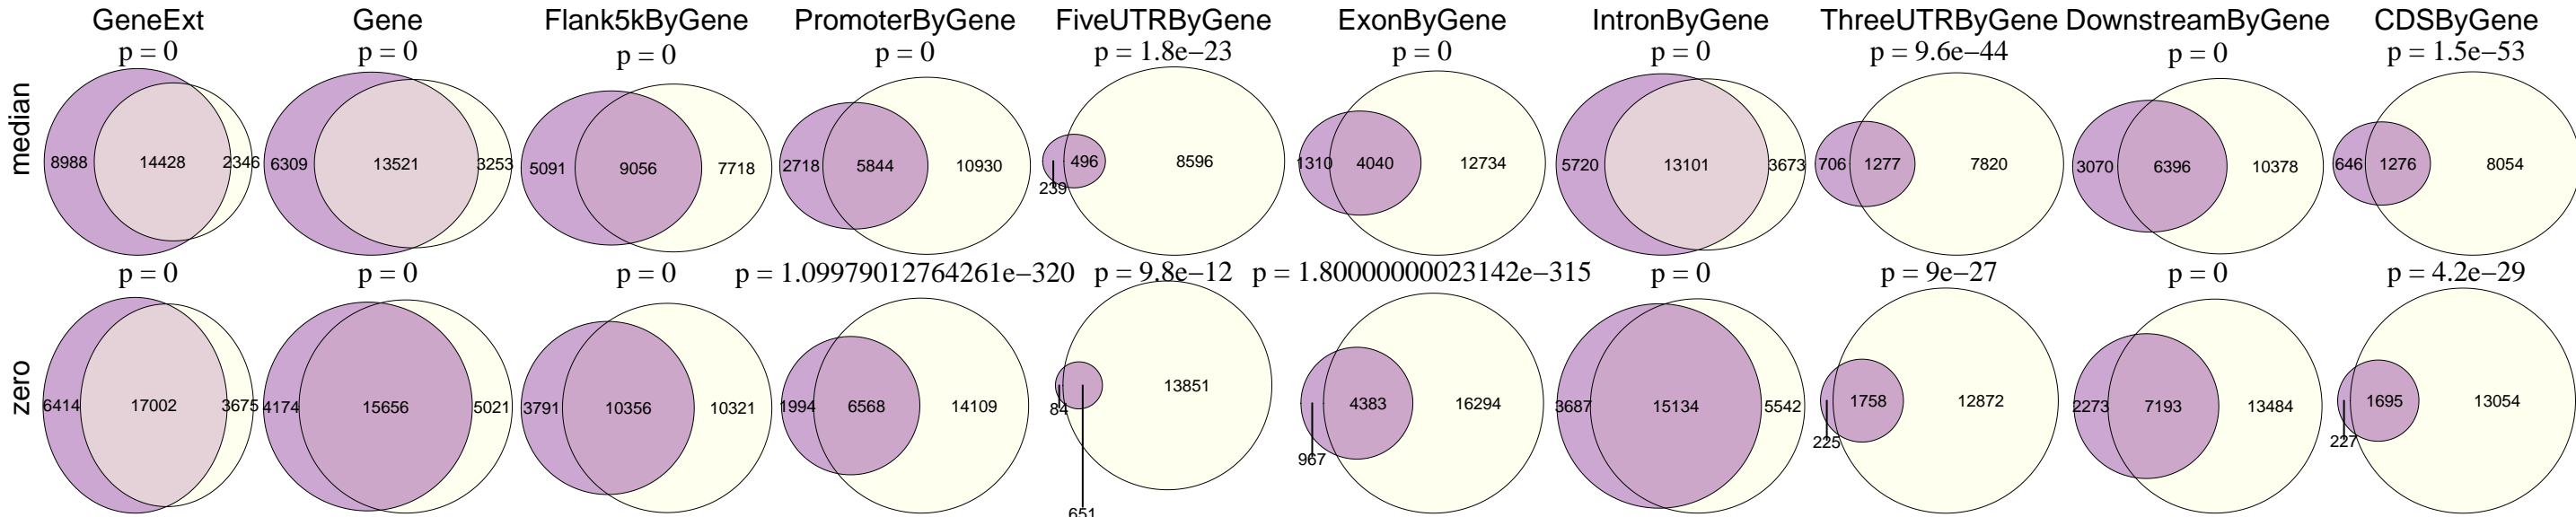 GeneExt Gene Flank5kByGene PromoterByGene FiveUTRByGene ExonByGene IntronByGene ThreeUTRByGene DownstreamByGene CDSByGene
p = 0 p = 0 p = 0 p = 0 p = 1.8e−23 p = 0 p = 0 p = 9.6e−44 p = 0 p = 1.5e−53
median
8988 14428 2346 6309 13521 3253 5091 9056 7718 2718 5844 10930 239 496 8596 1310 4040 12734 5720 13101 3673 706 1277 7820 3070 6396 10378 646 1276 8054
p = 0 p = 0 p = 0 p = 1.09979012764261e−320 p = 9.8e−12 p = 1.80000000023142e−315 p = 0 p = 9e−27 p = 0 p = 4.2e−29
zero
6414 17002 3675 4174 15656 5021 3791 10356 10321 1994 6568 14109 84 651 13851 967 4383 16294 3687 15134 5542 225 1758 12872 2273 7193 13484 227 1695 13054